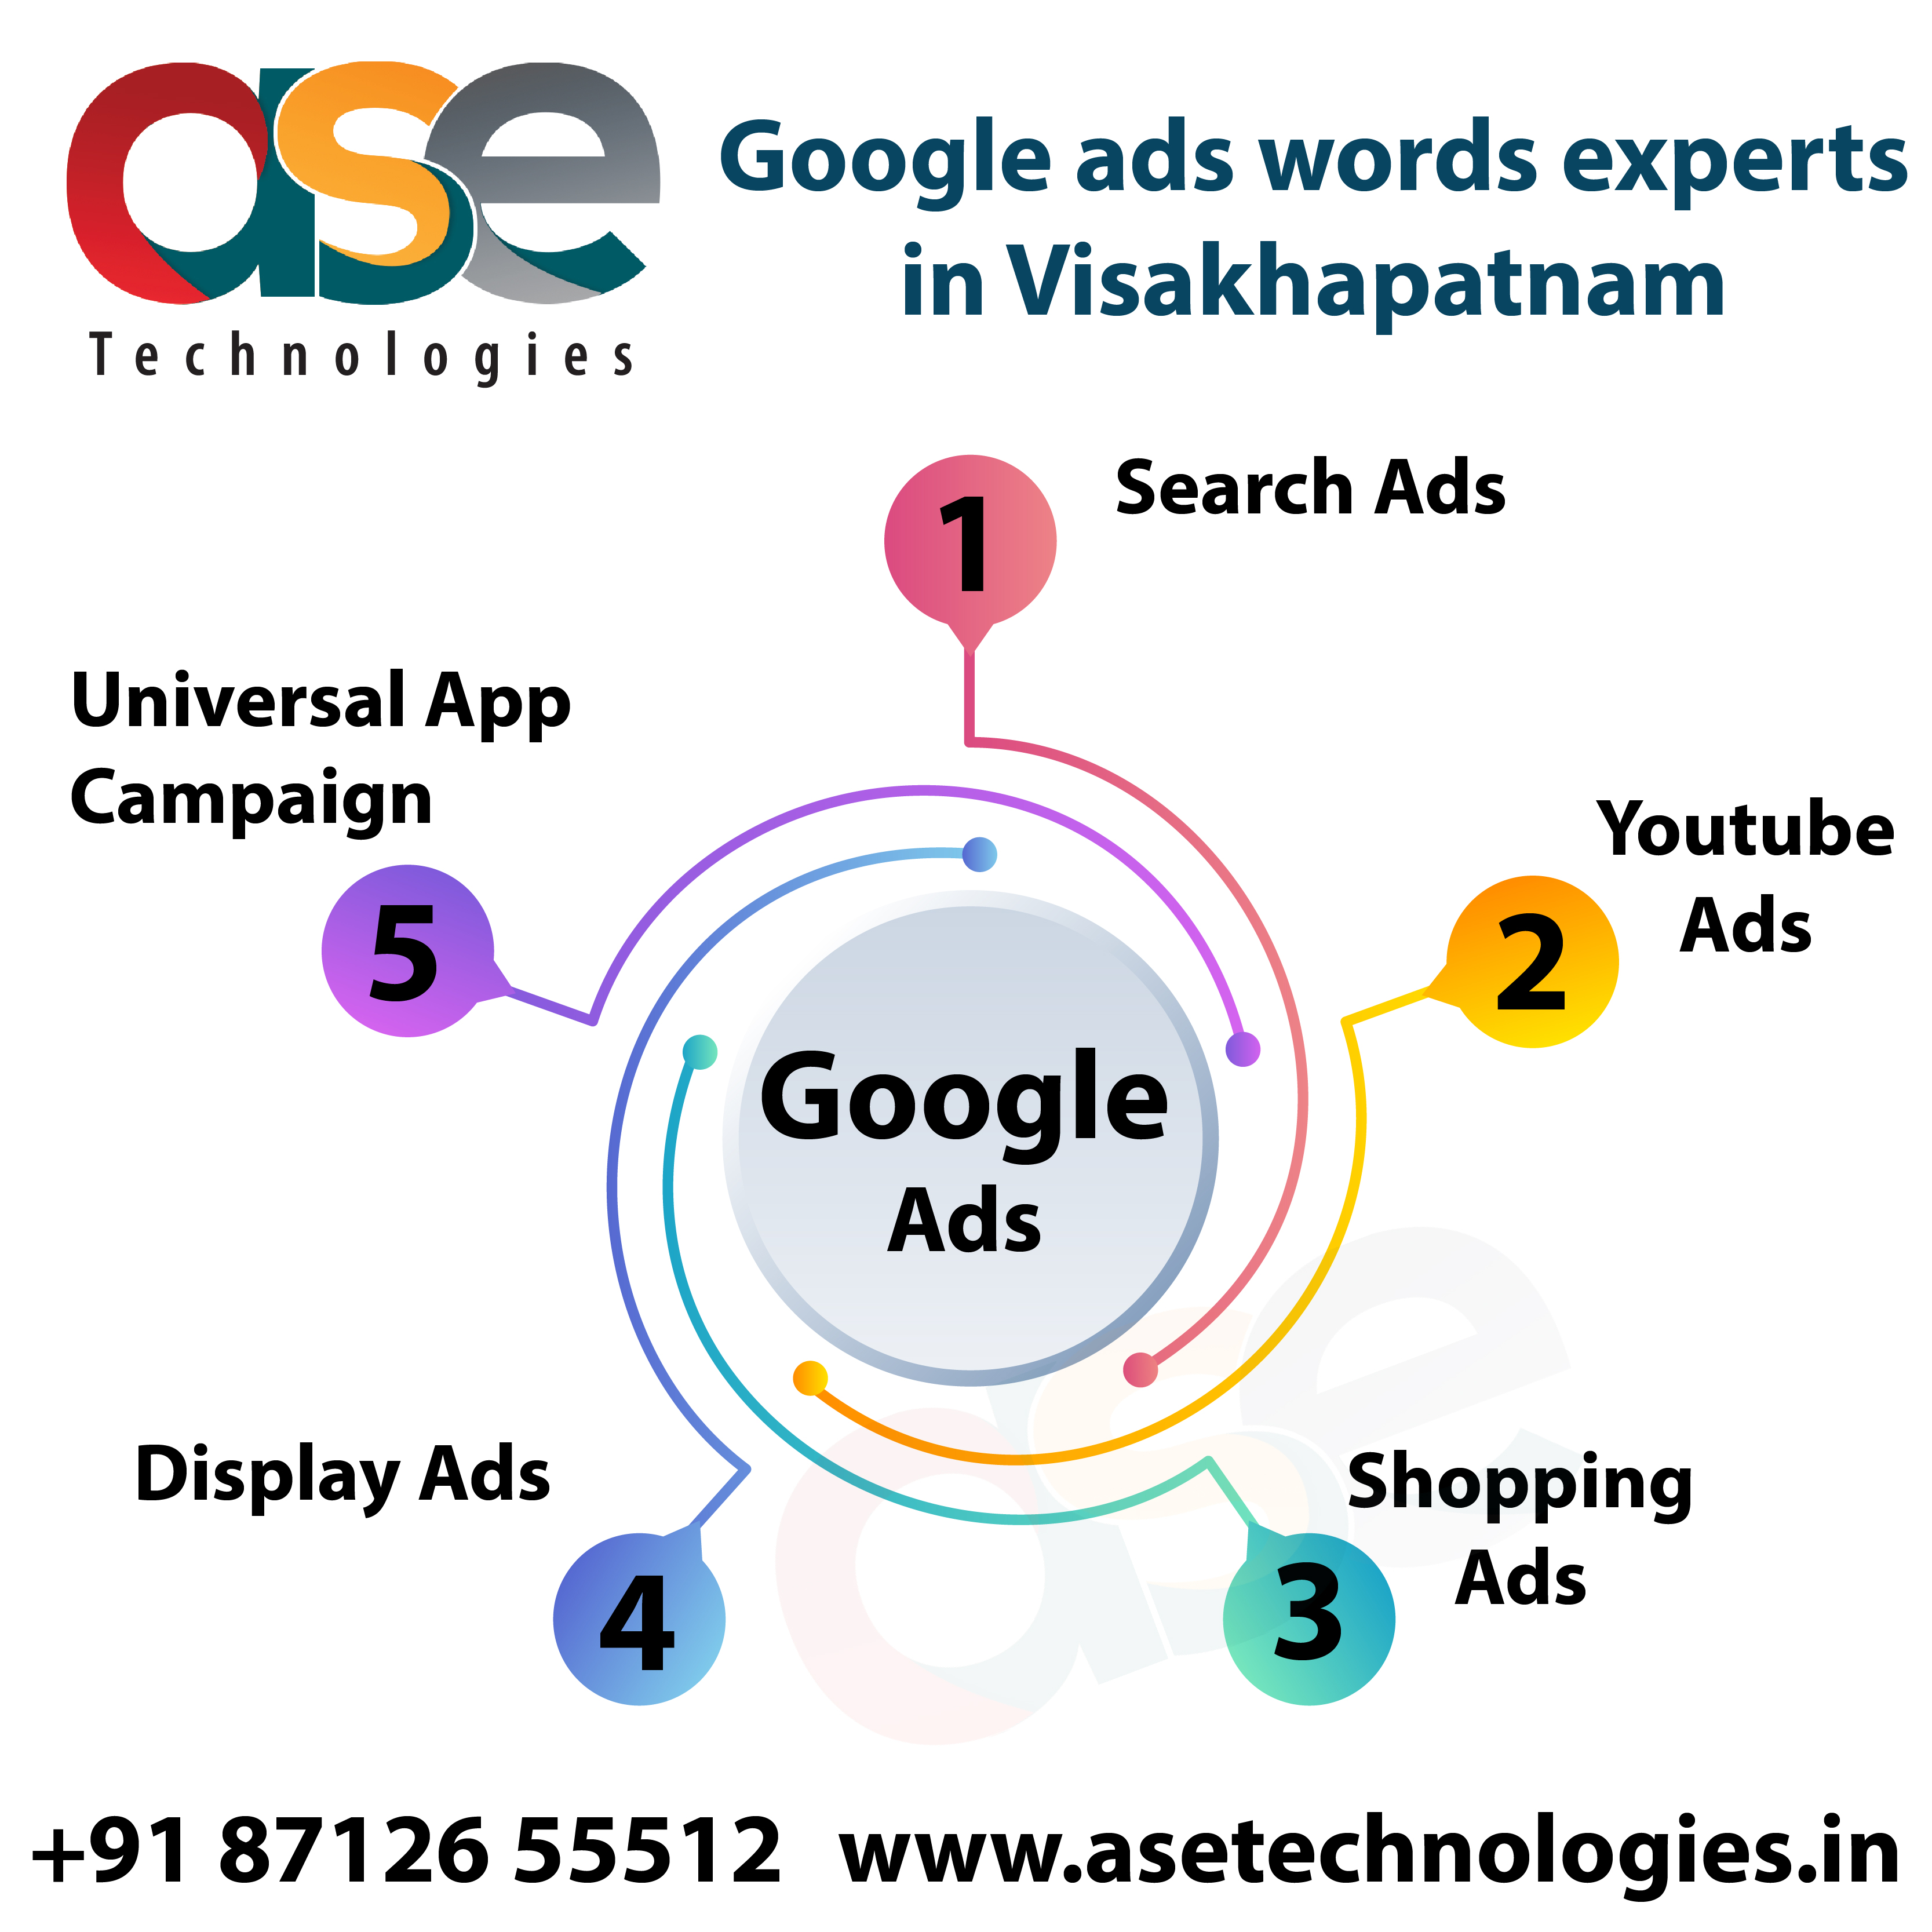 ase
Technologies
Google ads words experts
in Visakhapatnam
1
Search Ads
Universal App
Campaign
5
Youtube
Ads
2
Google
Ads
Display Ads
4
Shopping
Ads
3
ase
+91 87126 55512 www.asetechnologies.in